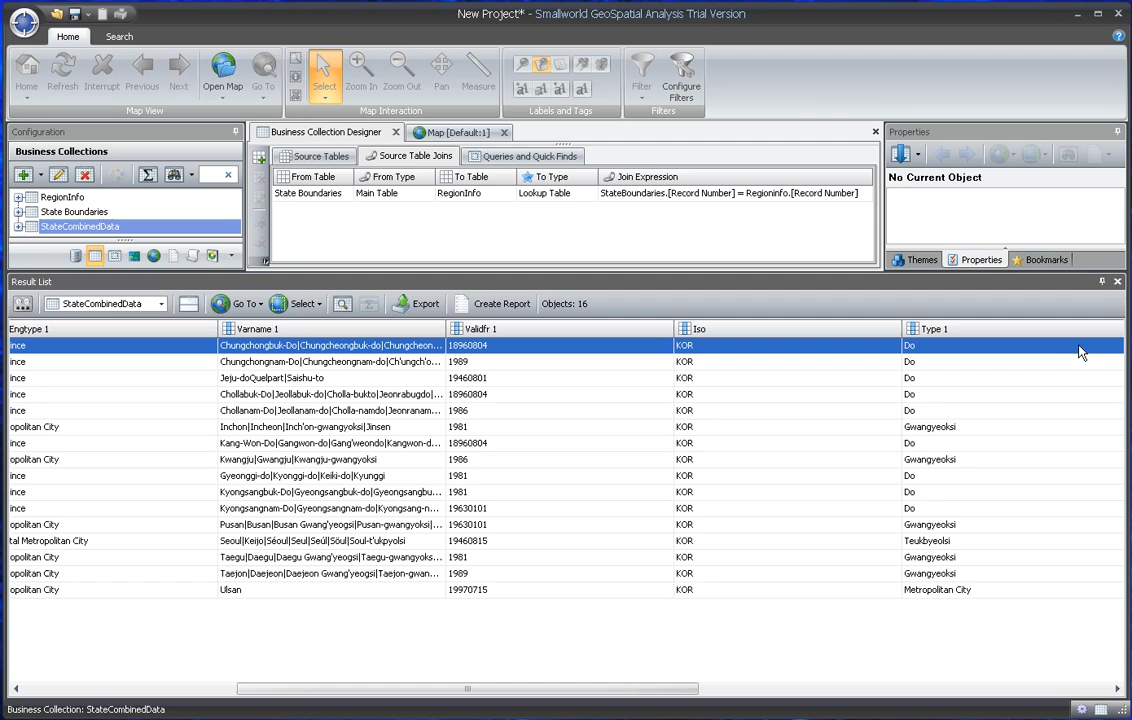 New Project* - Smallworld GeoSpatial Analysis Trial Version
Home Search
Home Refresh Interrupt Previous Next Open Map Go To Select Zoom In Zoom Out Pan Measure Filter Configure Filters
Map View Map Interaction Labels and Tags Filters
Configuration
Business Collections
RegionInfo
State Boundaries
StateCombinedData
Business Collection Designer Map [Default:1]
Source Tables Source Table Joins Queries and Quick Finds
From Table From Type To Table To Type Join Expression
State Boundaries Main Table RegionInfo Lookup Table StateBoundaries.[Record Number] = Regioninfo.[Record Number]
Properties
No Current Object
Themes Properties Bookmarks
Result List
StateCombinedData Go To Select Export Create Report Objects: 16
Engtype 1 Varname 1 Validfr 1 Iso Type 1
ince Chungchongbuk-Do|Chungcheongbuk-do|Chungcheon... 18960804 KOR Do
ince Chungchongnam-Do|Chungcheongnam-do|Ch'ungch'o... 1989 KOR Do
ince Jeju-doQuelpart|Saishu-to 19460801 KOR Do
ince Chollabuk-Do|Jeollabuk-do|Cholla-bukto|Jeonrabugdo|... 18960804 KOR Do
ince Chollanam-Do|Jeollanam-do|Cholla-namdo|Jeonranam... 1986 KOR Do
opolitan City Inchon|Incheon|Inch'on-gwangyoksi|Jinsen 1981 KOR Gwangyeoksi
ince Kang-Won-Do|Gangwon-do|Gang'weondo|Kangwon-d... 18960804 KOR Do
opolitan City Kwangju|Gwangju|Kwangju-gwangyoksi 1986 KOR Gwangyeoksi
ince Gyeonggi-do|Kyonggi-do|Keiki-do|Kyunggi 1981 KOR Do
ince Kyongsangbuk-Do|Gyeongsangbuk-do|Gyeongsangbu... 1981 KOR Do
ince Kyongsangnam-Do|Gyeongsangnam-do|Kyongsang-n... 19630101 KOR Do
opolitan City Pusan|Busan|Busan Gwang'yeogsi|Pusan-gwangyoksi|... 19630101 KOR Gwangyeoksi
tal Metropolitan City Seoul|Keijo|Séoul|Seul|Seúl|Söul|Soul-t'ukpyolsi 19460815 KOR Teukbyeolsi
opolitan City Taegu|Daegu|Daegu Gwang'yeogsi|Taegu-gwangyoks... 1981 KOR Gwangyeoksi
opolitan City Taejon|Daejeon|Daejeon Gwang'yeogsi|Taejon-gwan... 1989 KOR Gwangyeoksi
opolitan City Ulsan 19970715 KOR Metropolitan City
Business Collection: StateCombinedData